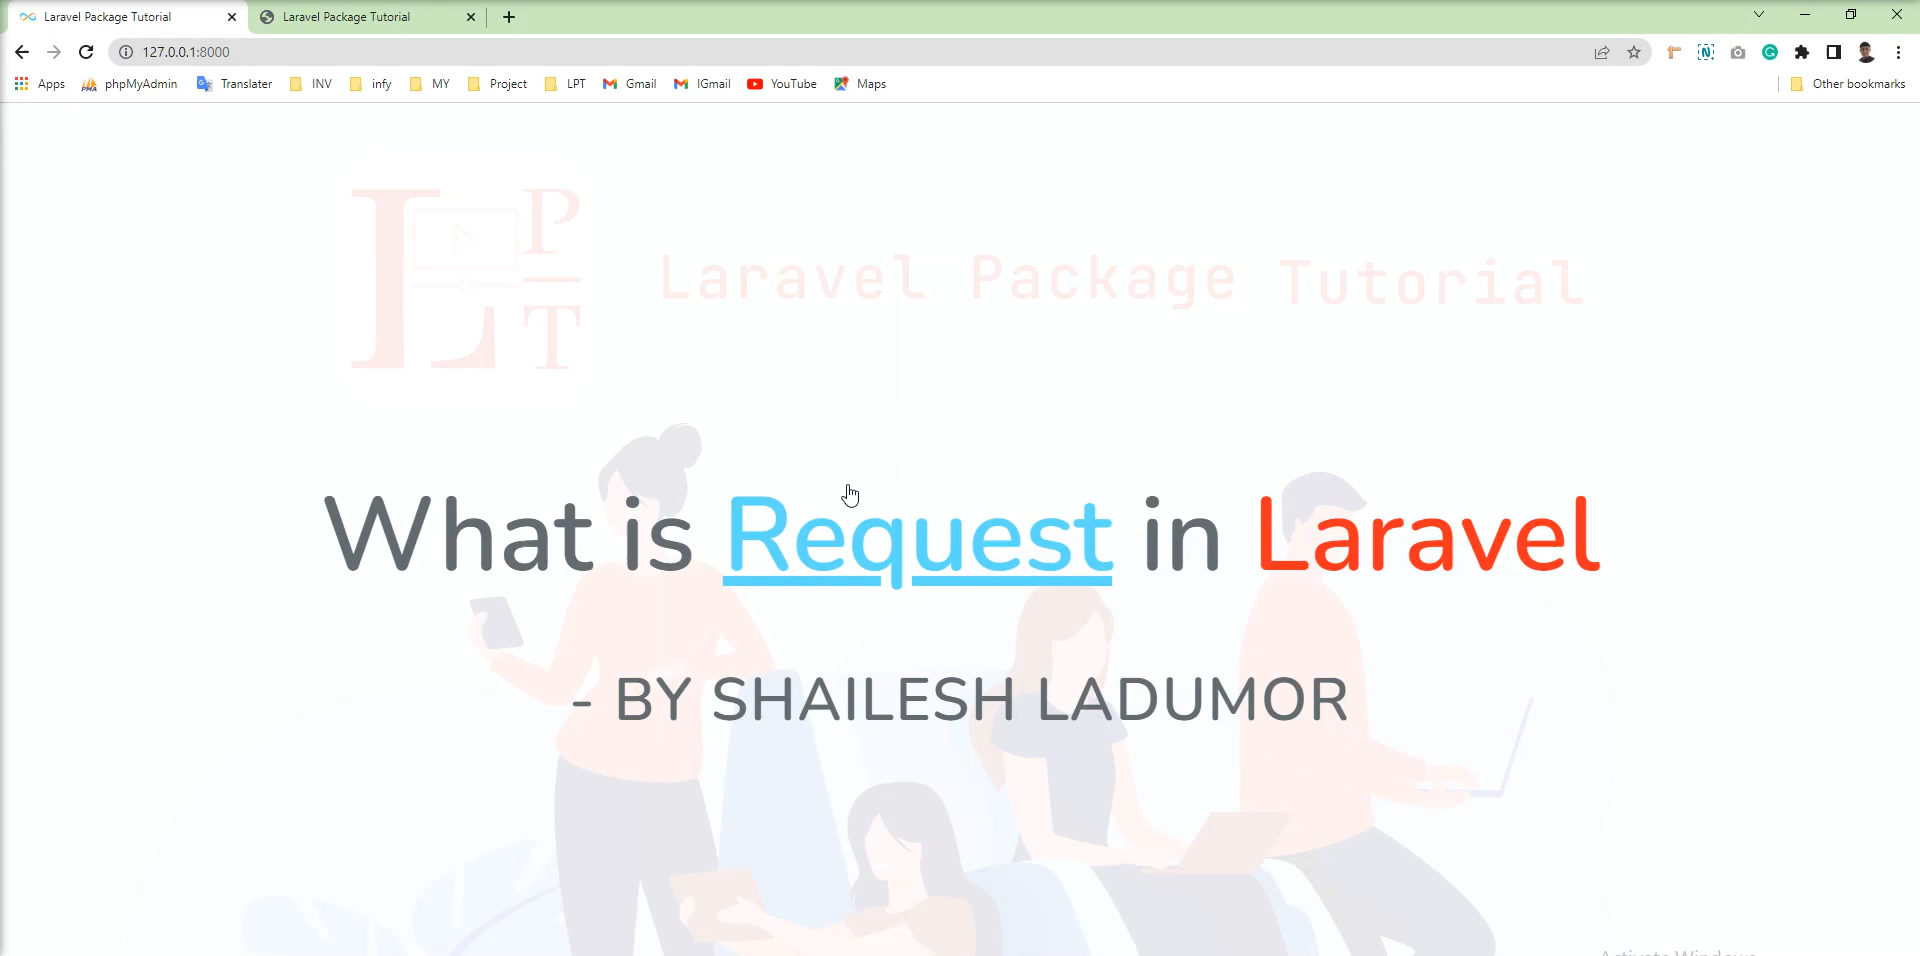 Laravel Package Tutorial
Laravel Package Tutorial
127.0.0.1:8000
Apps phpMyAdmin Translater INV infy MY Project LPT Gmail IGmail YouTube Maps Other bookmarks
L P T
Laravel Package Tutorial
What is Request in Laravel
- BY SHAILESH LADUMOR